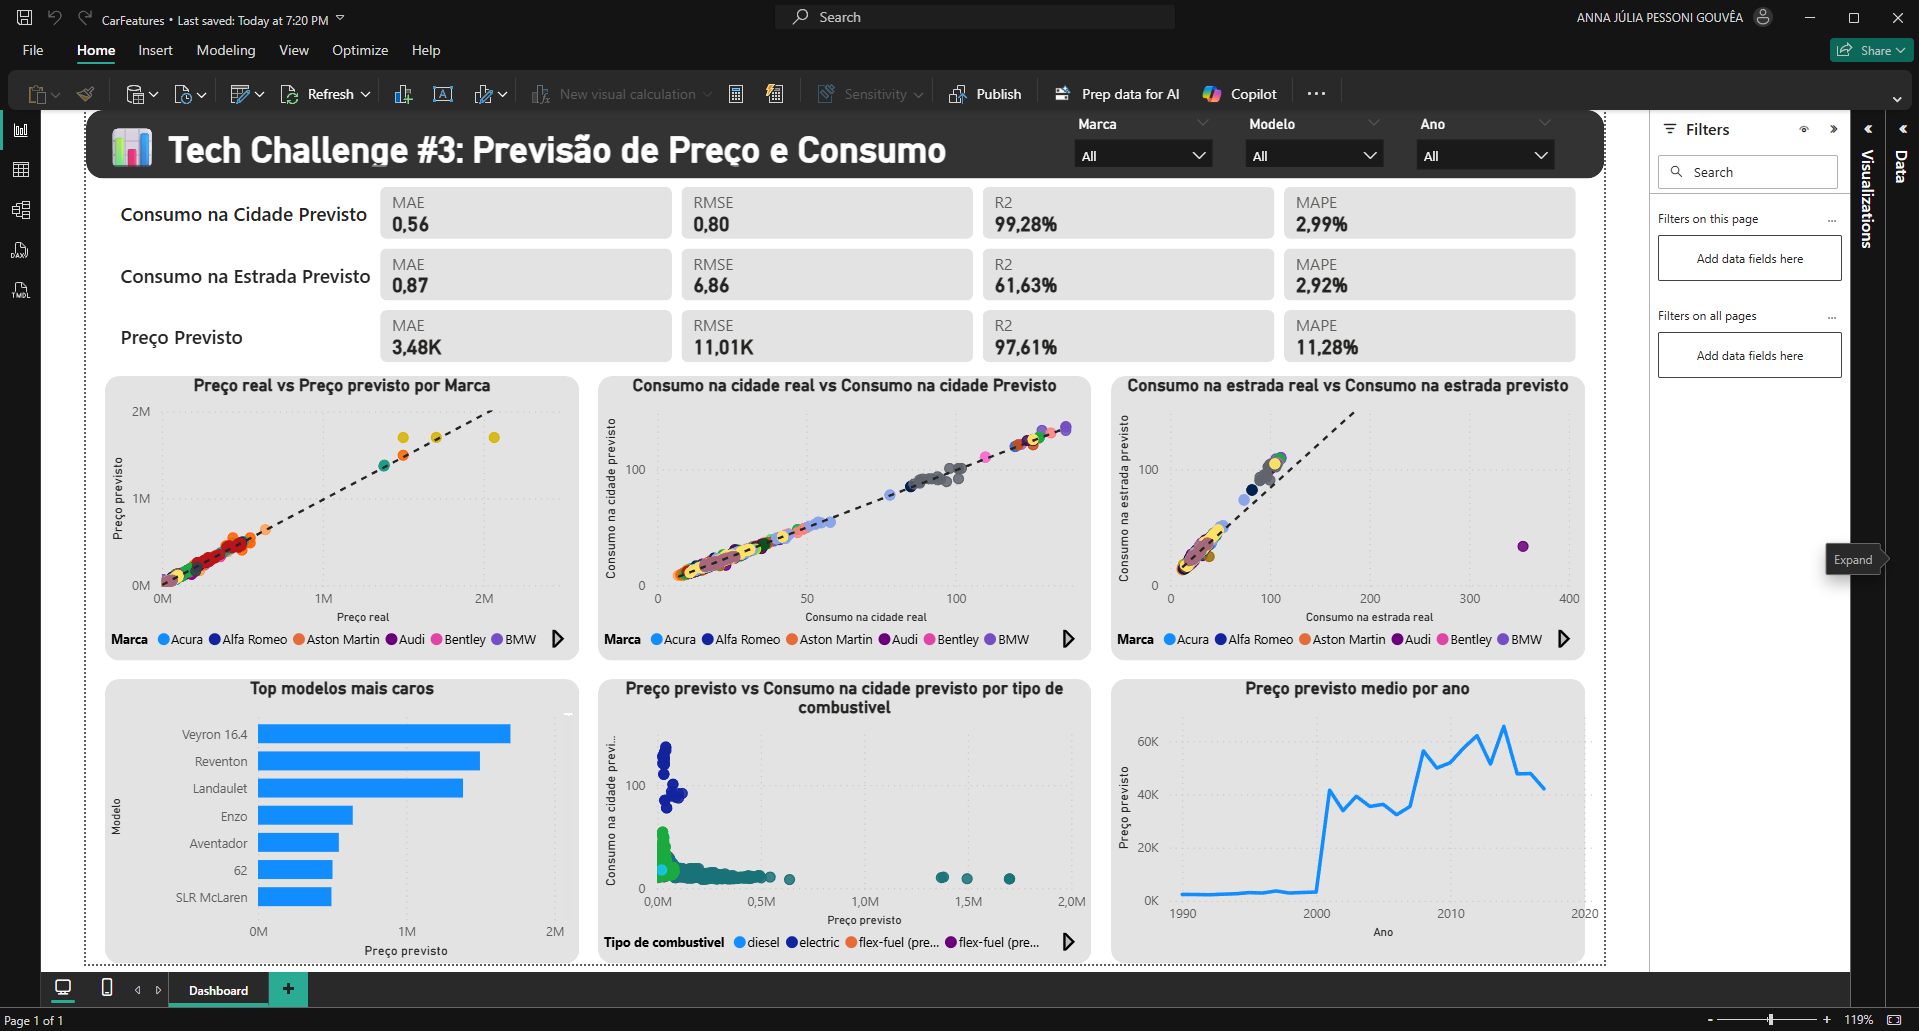 CarFeatures • Last saved: Today at 7:20 PM
Search
ANNA JÚLIA PESSONI GOUVÊA
File Home Insert Modeling View Optimize Help
Share
Refresh
New visual calculation
Sensitivity
Publish
Prep data for AI
Copilot
Tech Challenge #3: Previsão de Preço e Consumo
Marca
All
Modelo
All
Ano
All
Consumo na Cidade Previsto
MAE
0,56
RMSE
0,80
R2
99,28%
MAPE
2,99%
Consumo na Estrada Previsto
MAE
0,87
RMSE
6,86
R2
61,63%
MAPE
2,92%
Preço Previsto
MAE
3,48K
RMSE
11,01K
R2
97,61%
MAPE
11,28%
Preço real vs Preço previsto por Marca
Preço previsto
2M
1M
0M
0M 1M 2M
Preço real
Marca Acura Alfa Romeo Aston Martin Audi Bentley BMW
Consumo na cidade real vs Consumo na cidade Previsto
Consumo na cidade previsto
100
0
0 50 100
Consumo na cidade real
Marca Acura Alfa Romeo Aston Martin Audi Bentley BMW
Consumo na estrada real vs Consumo na estrada previsto
Consumo na estrada previsto
100
0
0 100 200 300 400
Consumo na estrada real
Marca Acura Alfa Romeo Aston Martin Audi Bentley BMW
Top modelos mais caros
Modelo
Veyron 16.4
Reventon
Landaulet
Enzo
Aventador
62
SLR McLaren
0M 1M 2M
Preço previsto
Preço previsto vs Consumo na cidade previsto por tipo de
combustivel
Consumo na cidade previ...
100
0
0,0M 0,5M 1,0M 1,5M 2,0M
Preço previsto
Tipo de combustivel diesel electric flex-fuel (pre... flex-fuel (pre...
Preço previsto medio por ano
Preço previsto
60K
40K
20K
0K
1990 2000 2010 2020
Ano
Filters
Search
Filters on this page
...
Add data fields here
Filters on all pages
...
Add data fields here
Visualizations
Data
Expand
DAX
TMDL
Dashboard
Page 1 of 1
- + 119%